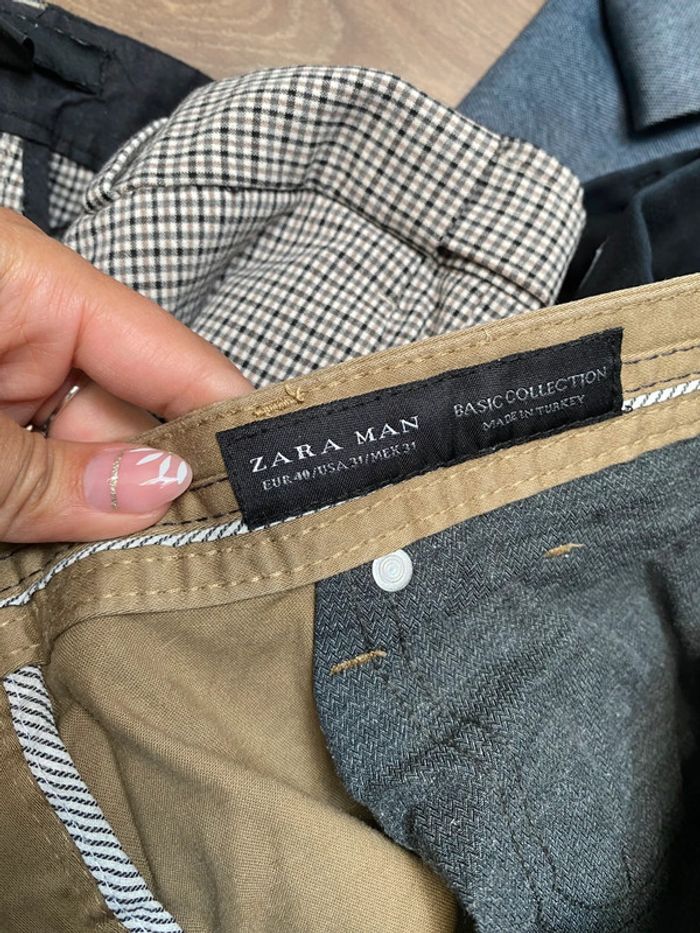 ZARA MAN
EUR 40/USA 31/MEX 31
BASIC COLLECTION
MADE IN TURKEY